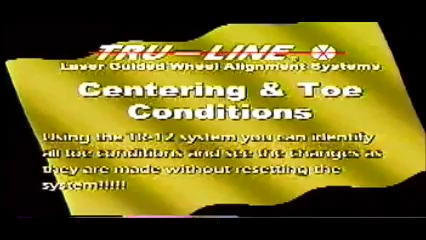 TRU-LINE
Laser Guided Wheel Alignment Systems
Centering & Toe
Conditions
Using the TR-12 system you can identify
all toe conditions and see the changes as
they are made without resetting the
system!!!!!